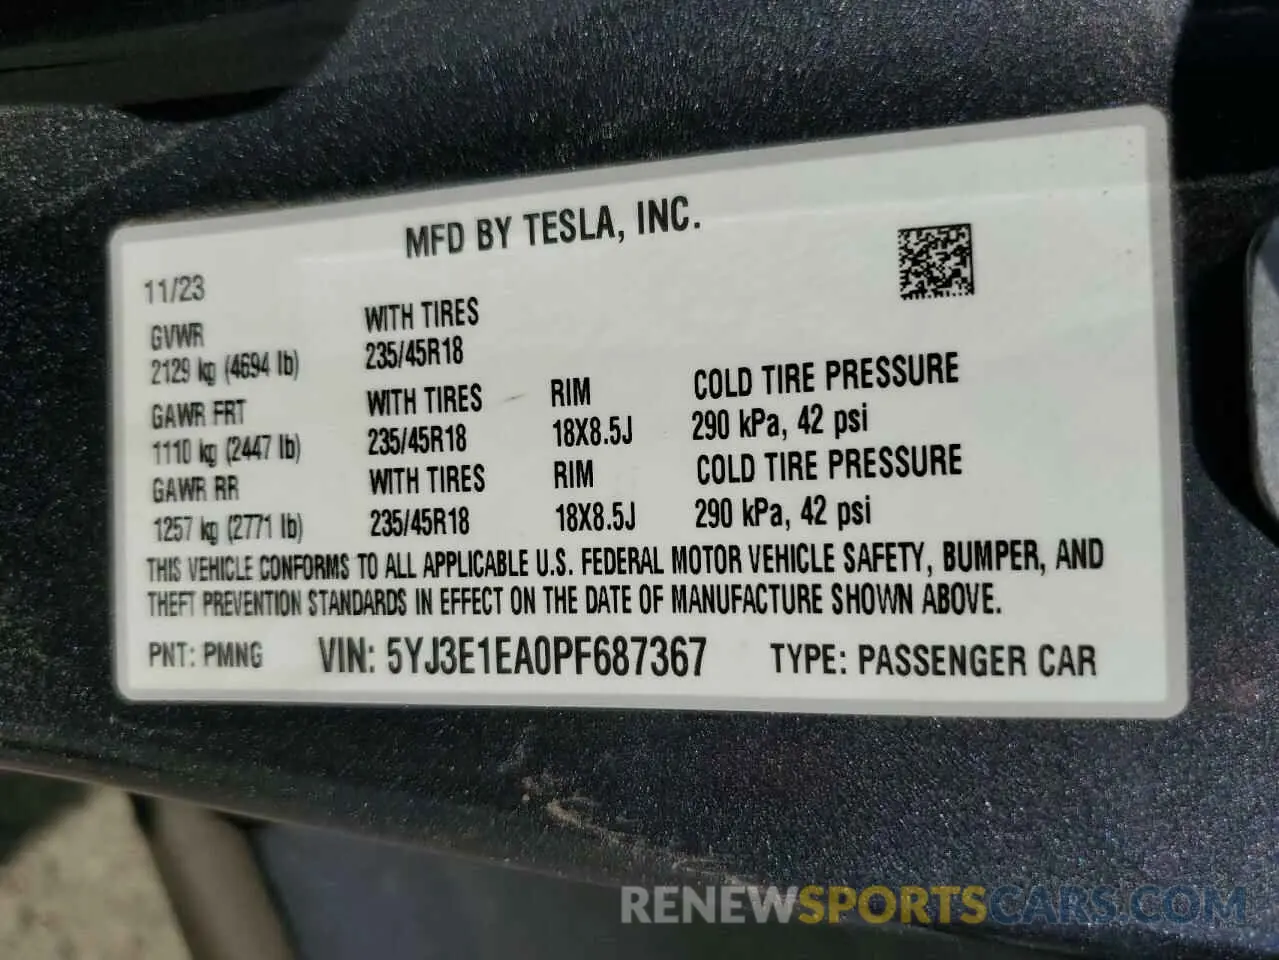 MFD BY TESLA, INC.
11/23
GVWR WITH TIRES
2129 kg (4694 lb) 235/45R18
GAWR FRT WITH TIRES RIM COLD TIRE PRESSURE
1110 kg (2447 lb) 235/45R18 18X8.5J 290 kPa, 42 psi
GAWR RR WITH TIRES RIM COLD TIRE PRESSURE
1257 kg (2771 lb) 235/45R18 18X8.5J 290 kPa, 42 psi
THIS VEHICLE CONFORMS TO ALL APPLICABLE U.S. FEDERAL MOTOR VEHICLE SAFETY, BUMPER, AND
THEFT PREVENTION STANDARDS IN EFFECT ON THE DATE OF MANUFACTURE SHOWN ABOVE.
PNT: PMNG VIN: 5YJ3E1EA0PF687367 TYPE: PASSENGER CAR
RENEWSPORTSCARS.COM